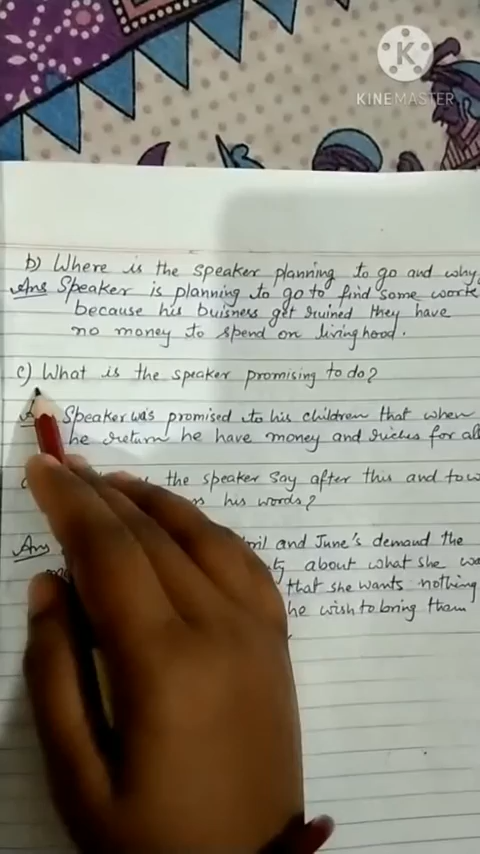 K
KINEMASTER
b) Where is the speaker planning to go and why
Ans Speaker is planning to go to find some work
because his buisness get ruined they have
no money to spend on livinghood.
c) What is the speaker promising to do?
Speaker was promised to his children that when
he return he have money and riches for all
the speaker say after this and
his words?
Ans and June's demand the
about what she
that she wants nothing
he wish to bring them